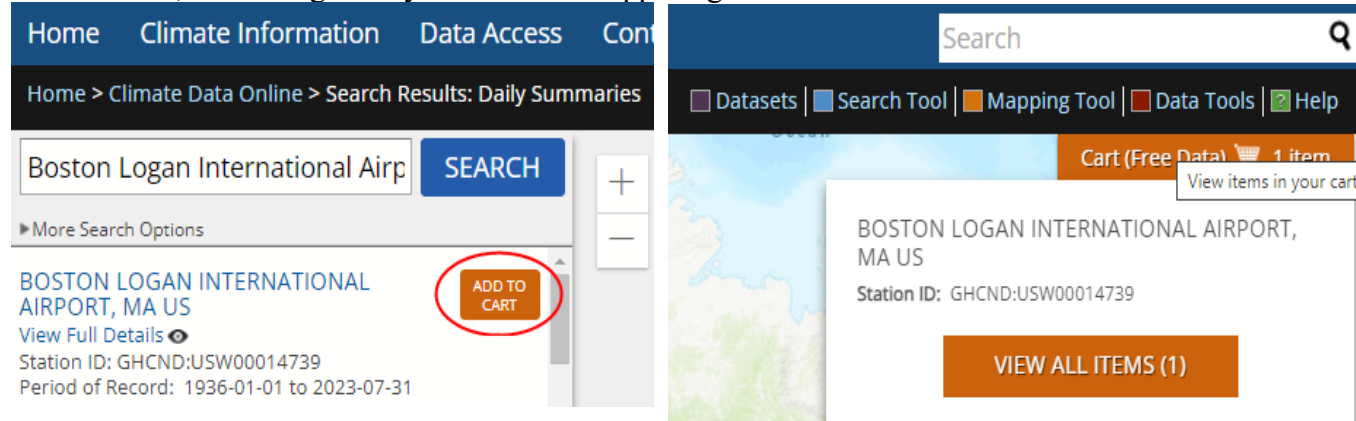 Home Climate Information Data Access
Home > Climate Data Online > Search Results: Daily Summaries
Boston Logan International Airp SEARCH
▶More Search Options
BOSTON LOGAN INTERNATIONAL
AIRPORT, MA US
ADD TO
CART
View Full Details
Station ID: GHCND:USW00014739
Period of Record: 1936-01-01 to 2023-07-31
+
—
Search
Datasets | Search Tool | Mapping Tool | Data Tools | ? Help
Cart (Free Data) 1 item
View items in your cart
BOSTON LOGAN INTERNATIONAL AIRPORT,
MA US
Station ID: GHCND:USW00014739
VIEW ALL ITEMS (1)